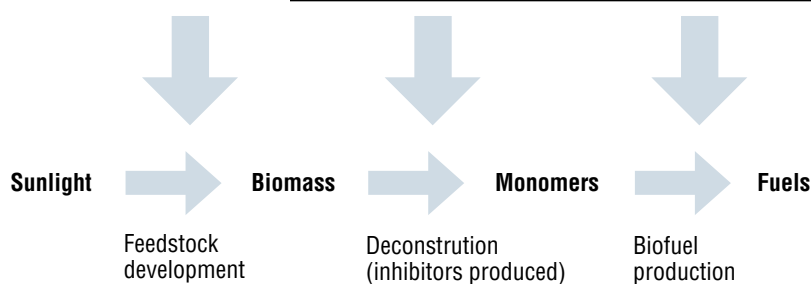 Sunlight Biomass Monomers Fuels
Feedstock
development
Deconstrution
(inhibitors produced)
Biofuel
production